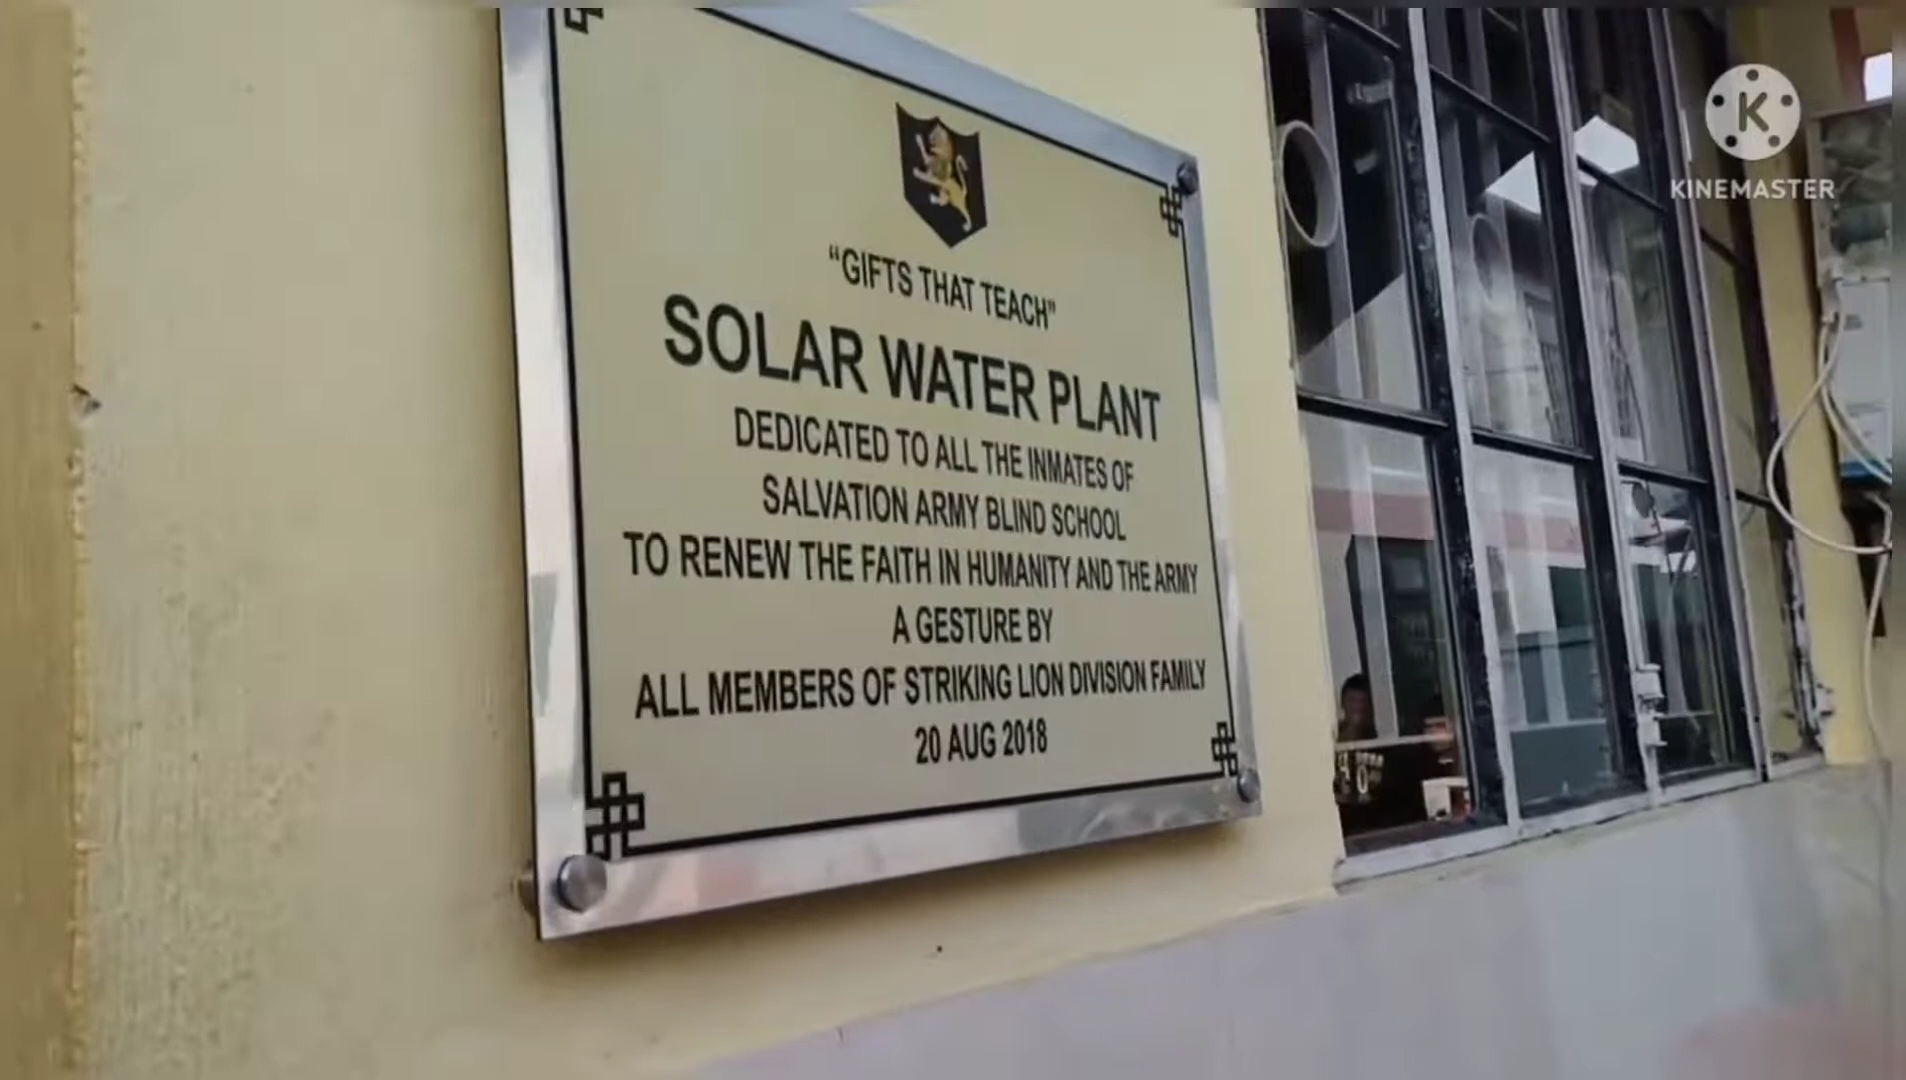 "GIFTS THAT TEACH"
SOLAR WATER PLANT
DEDICATED TO ALL THE INMATES OF
SALVATION ARMY BLIND SCHOOL
TO RENEW THE FAITH IN HUMANITY AND THE ARMY
A GESTURE BY
ALL MEMBERS OF STRIKING LION DIVISION FAMILY
20 AUG 2018
K
KINEMASTER